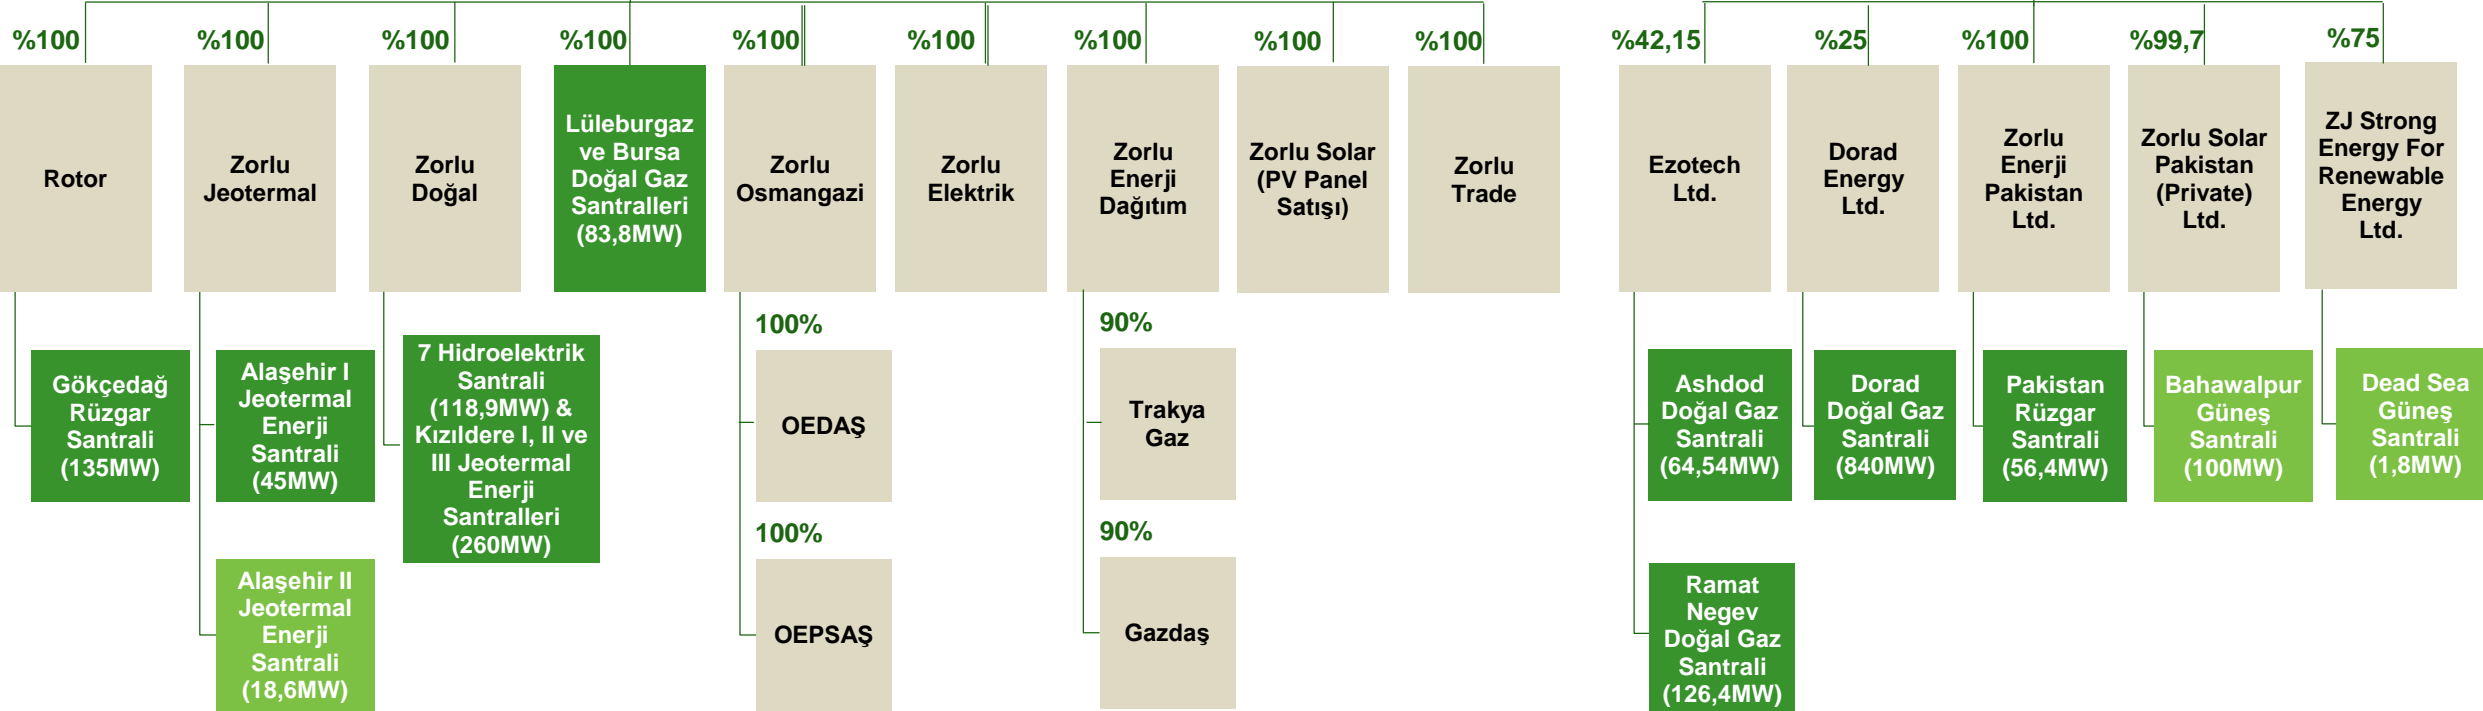 %100
%100
%100
%100
%100
%100
%100
%100
%100
%42,15
%25
%100
%99,7
%75
Rotor
Zorlu
Jeotermal
Zorlu
Doğal
Lüleburgaz
ve Bursa
Doğal Gaz
Santralleri
(83,8MW)
Zorlu
Osmangazi
Zorlu
Elektrik
Zorlu
Enerji
Dağıtım
Zorlu Solar
(PV Panel
Satışı)
Zorlu
Trade
Ezotech
Ltd.
Dorad
Energy
Ltd.
Zorlu
Enerji
Pakistan
Ltd.
Zorlu Solar
Pakistan
(Private)
Ltd.
ZJ Strong
Energy For
Renewable
Energy
Ltd.
Gökçedağ
Rüzgar
Santrali
(135MW)
Alaşehir I
Jeotermal
Enerji
Santrali
(45MW)
7 Hidroelektrik
Santrali
(118,9MW) &
Kızıldere I, II ve
III Jeotermal
Enerji
Santralleri
(260MW)
100%
OEDAŞ
90%
Trakya
Gaz
Ashdod
Doğal Gaz
Santrali
(64,54MW)
Dorad
Doğal Gaz
Santrali
(840MW)
Pakistan
Rüzgar
Santrali
(56,4MW)
Bahawalpur
Güneş
Santrali
(100MW)
Dead Sea
Güneş
Santrali
(1,8MW)
Alaşehir II
Jeotermal
Enerji
Santrali
(18,6MW)
100%
OEPSAŞ
90%
Gazdaş
Ramat
Negev
Doğal Gaz
Santrali
(126,4MW)